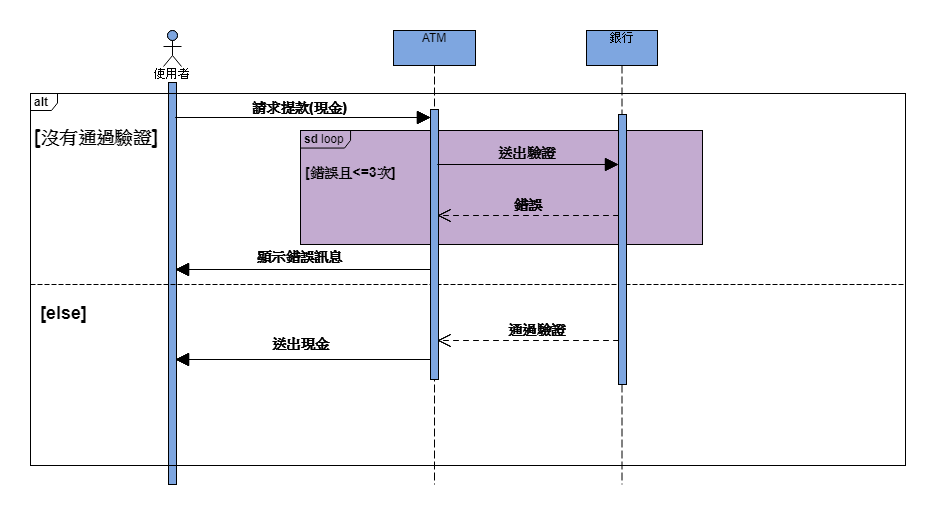 ATM
銀行
使用者
alt
請求提款(現金)
[沒有通過驗證]
sd loop
送出驗證
[錯誤且<=3次]
錯誤
顯示錯誤訊息
[else]
通過驗證
送出現金